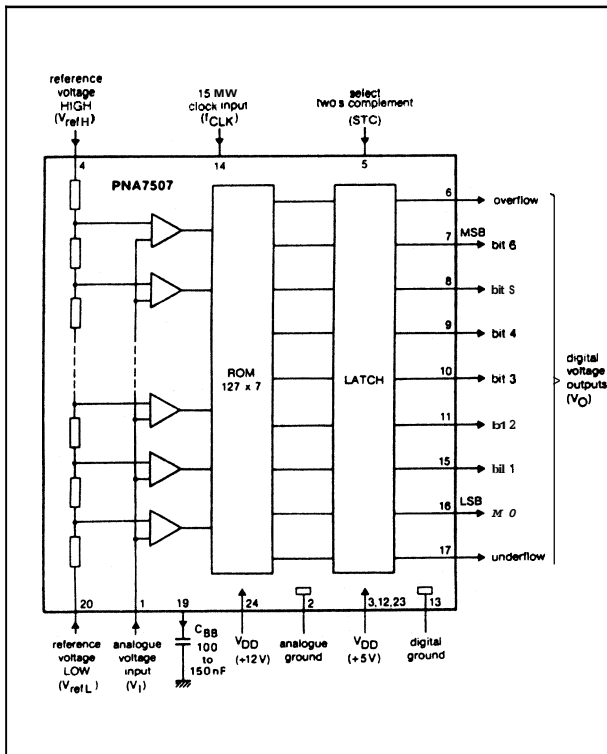 reference
voltage
HIGH
(VrefH)
15 MW
clock input
(fCLK)
select
two s complement
(STC)
4
14
5
PNA7507
6
overflow
MSB
7
bit 6
8
bit S
9
bit 4
ROM
127 x 7
LATCH
10
bit 3
digital
voltage
outputs
(VO)
11
bit 2
15
bil 1
LSB
16
M 0
17
underflow
20
1
19
24
2
3,12,23
13
reference
voltage
LOW
(VrefL)
analogue
voltage
input
(VI)
CBB
100
to
150nF
VDD
(+12V)
analogue
ground
VDD
(+5V)
digital
ground